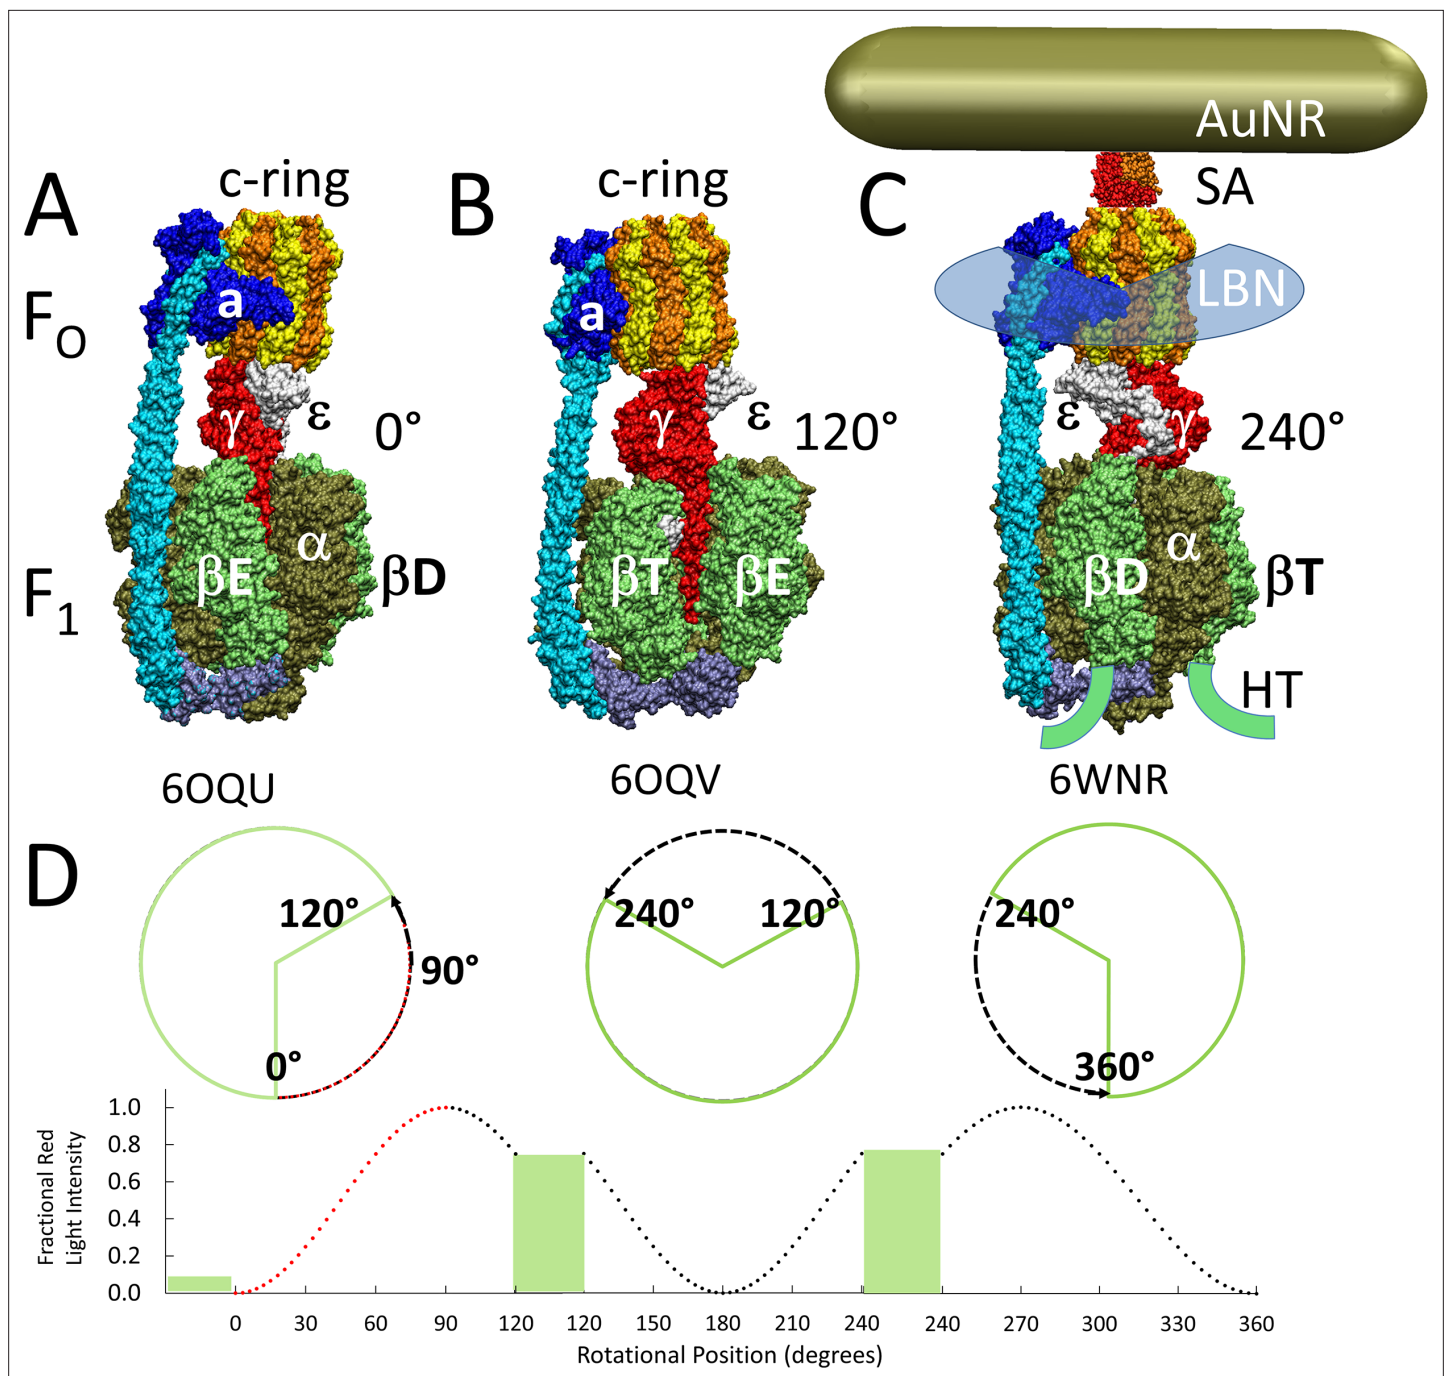 AuNR
A
c-ring
B
c-ring
C
SA
FO
a
a
LBN
γ
ε
0°
γ
ε
120°
ε
γ
240°
F1
βE
α
βD
βT
βE
βD
α
βT
HT
6OQU
6OQV
6WNR
D
120°
90°
0°
240°
120°
240°
360°
Fractional Red
Light Intensity
1.0
0.8
0.6
0.4
0.2
0.0
0 30 60 90 120 120 150 180 210 240 240 270 300 330 360
Rotational Position (degrees)